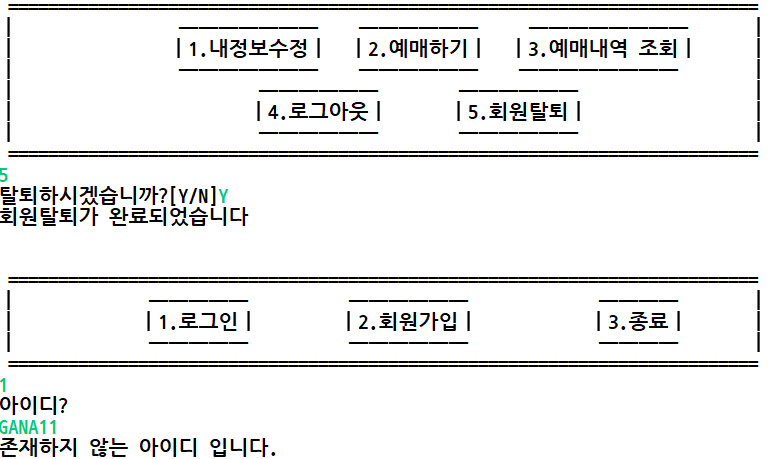 1.내정보수정 2.예매하기 3.예매내역 조회
4.로그아웃 5.회원탈퇴
5
탈퇴하시겠습니까?[Y/N]Y
회원탈퇴가 완료되었습니다
1.로그인 2.회원가입 3.종료
1
아이디?
GANA11
존재하지 않는 아이디 입니다.